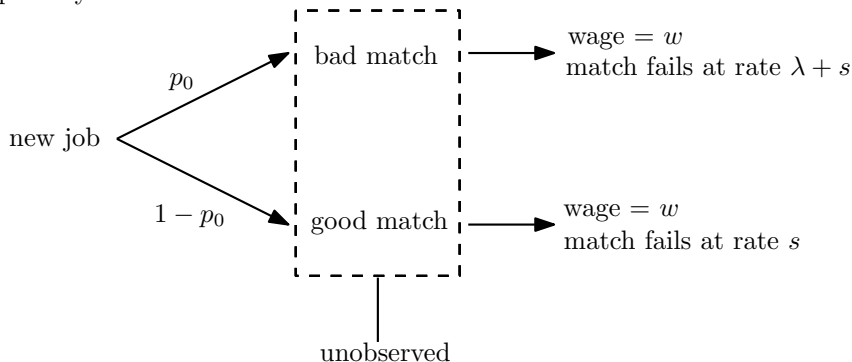 bad match
wage = w
match fails at rate λ + s
p₀
new job
1 − p₀
good match
wage = w
match fails at rate s
unobserved